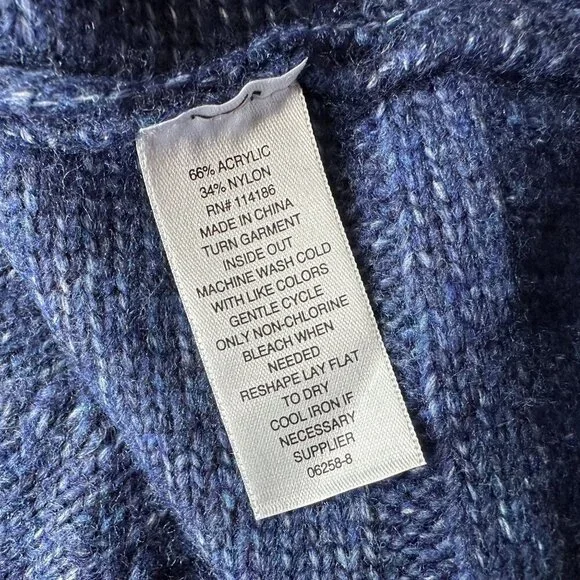 66% ACRYLIC
34% NYLON
RN# 114186
MADE IN CHINA
TURN GARMENT
INSIDE OUT
MACHINE WASH COLD
WITH LIKE COLORS
GENTLE CYCLE
ONLY NON-CHLORINE
BLEACH WHEN
NEEDED
RESHAPE LAY FLAT
TO DRY
COOL IRON IF
NECESSARY
SUPPLIER
06258-8